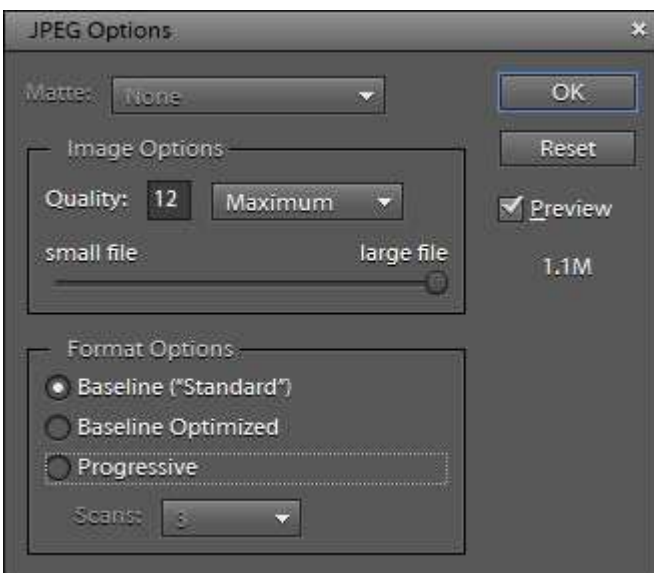 JPEG Options
Matte: None
OK
Image Options
Reset
Quality: 12 Maximum
Preview
small file large file
1.1M
Format Options
Baseline ("Standard")
Baseline Optimized
Progressive
Scans: 3